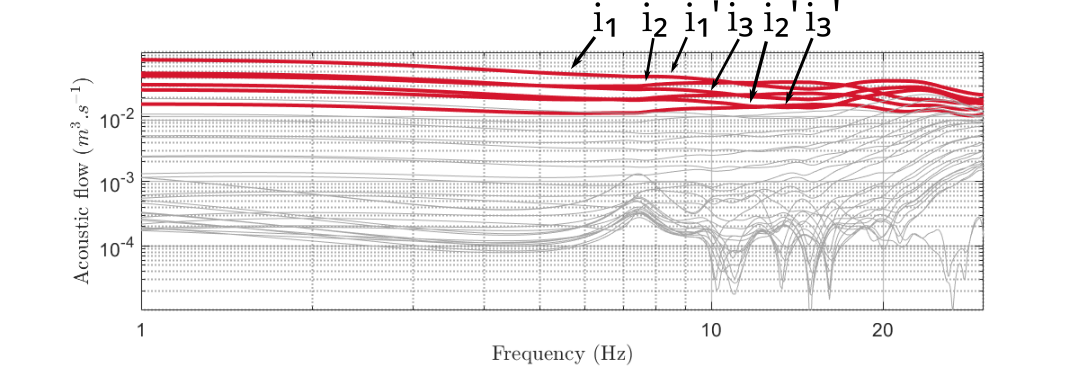 i₁ i₂ i₁' i₃ i₂' i₃'
Acoustic flow (m³.s⁻¹)
10⁻²
10⁻³
10⁻⁴
1 10 20
Frequency (Hz)